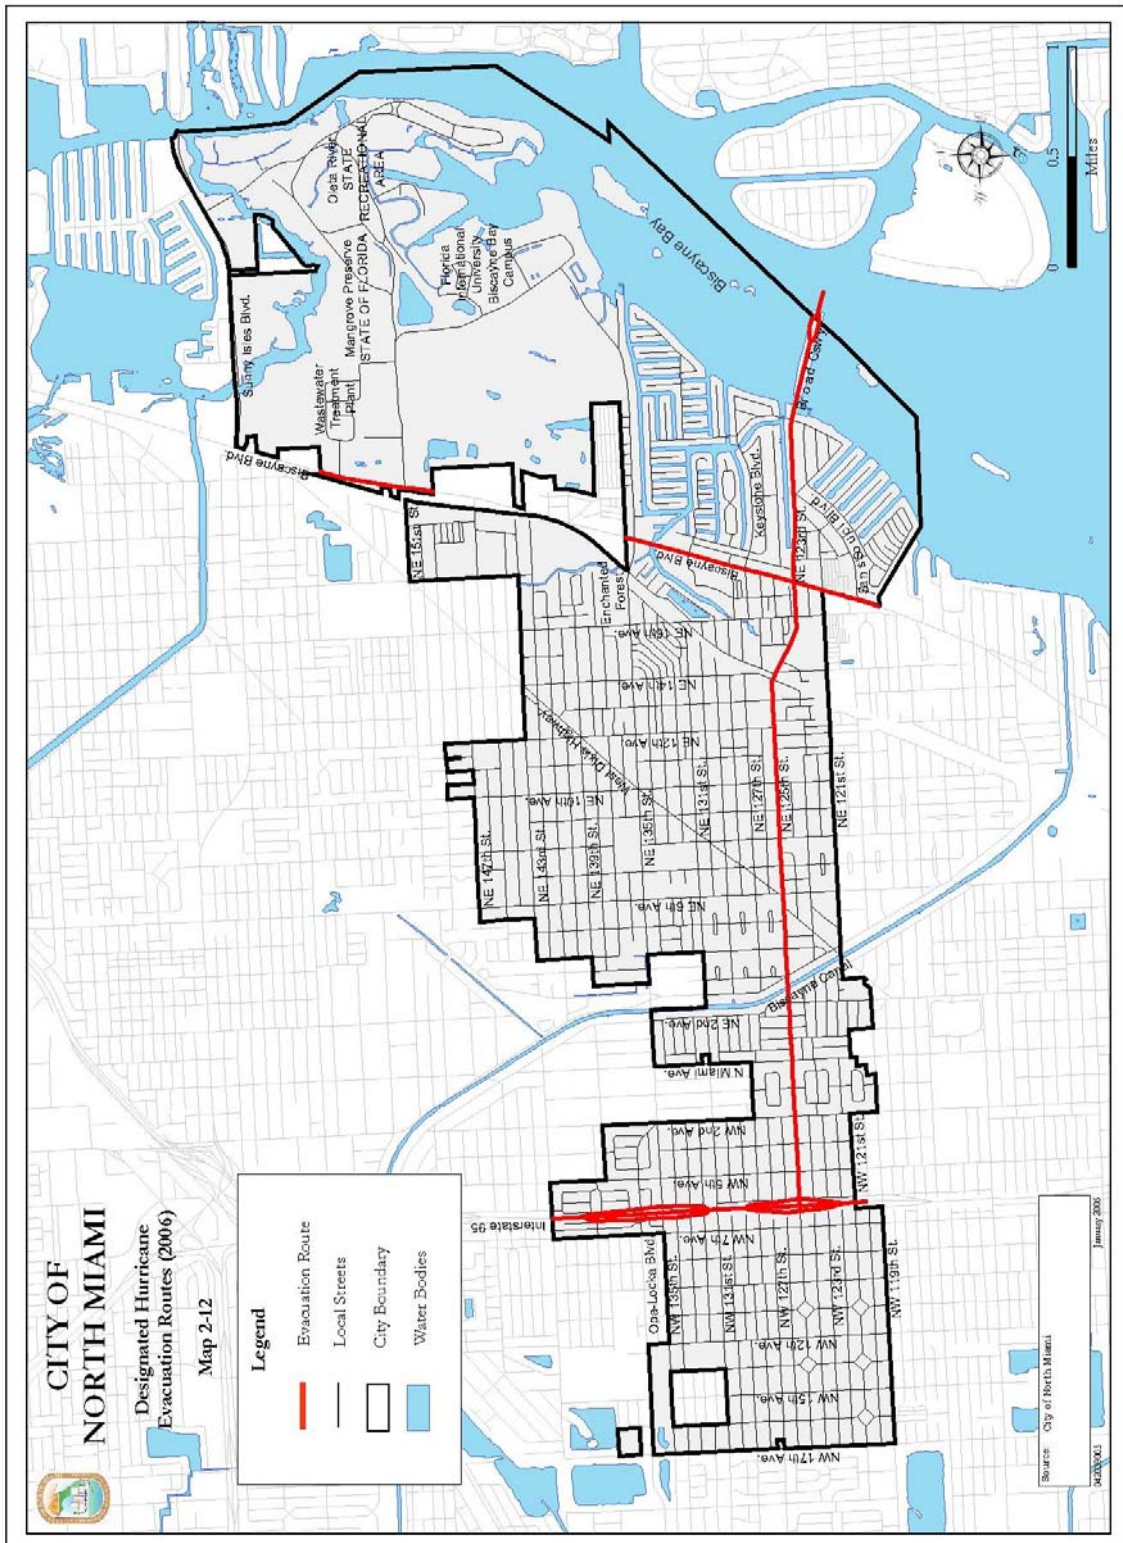 CITY OF
NORTH MIAMI
Designated Hurricane
Evacuation Routes (2006)
Map 2-12
Legend
Evacuation Route
Local Streets
City Boundary
Water Bodies
Sunny Isles Blvd.
Biscayne Blvd.
Wastewater
Treatment
Plant
Mangrove Preserve
STATE OF FLORIDA
Oleta River
STATE
RECREATIONAL
AREA
Florida
International
University
Biscayne Bay
Campus
Biscayne Bay
NE 151st St.
Enchanted
Forest
Biscayne Blvd.
Biscayne Blvd.
Keystone Blvd.
Broad Cswy.
NE 123rd St.
San Souci Blvd.
NE 16th Ave.
NE 14th Ave.
NE 12th Ave.
West Dixie Highway
NE 10th Ave.
NE 6th Ave.
NE 2nd Ave.
N Miami Ave.
NE 147th St.
NE 143rd St.
NE 139th St.
NE 135th St.
NE 131st St.
NE 127th St.
NE 125th St.
NE 121st St.
Biscayne Canal
Interstate 95
NW 2nd Ave.
NW 5th Ave.
NW 7th Ave.
NW 12th Ave.
NW 15th Ave.
NW 17th Ave.
Opa-Locka Blvd.
NW 135th St.
NW 131st St.
NW 127th St.
NW 123rd St.
NW 121st St.
NW 119th St.
0 0.5 1
Miles
Source: City of North Miami
January 2006